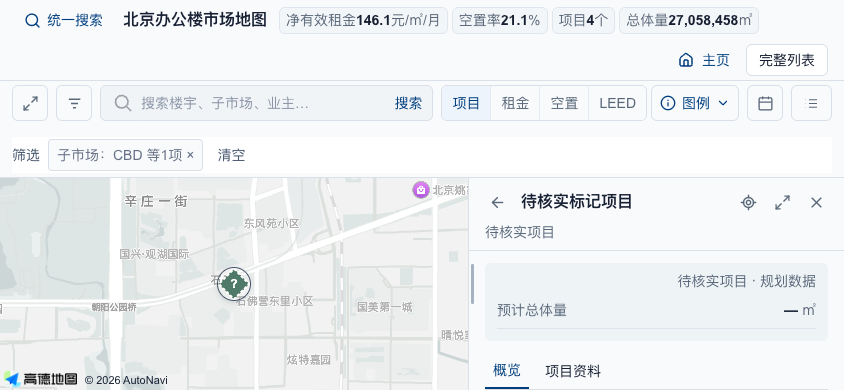 统一搜索 北京办公楼市场地图 净有效租金146.1元/㎡/月 空置率21.1% 项目4个 总体量27,058,458㎡
主页 完整列表
搜索楼宇、子市场、业主... 搜索 项目 租金 空置 LEED 图例
筛选 子市场：CBD 等1项 × 清空
辛庄一街
北京姚
东风苑小区
国兴·观湖国际
石
?
石佛营东里小区
朝阳公园桥
国美第一城
晴悦
炫特嘉园
高德地图 © 2026 AutoNavi
待核实标记项目
待核实项目
待核实项目 · 规划数据
预计总体量 — ㎡
概览 项目资料